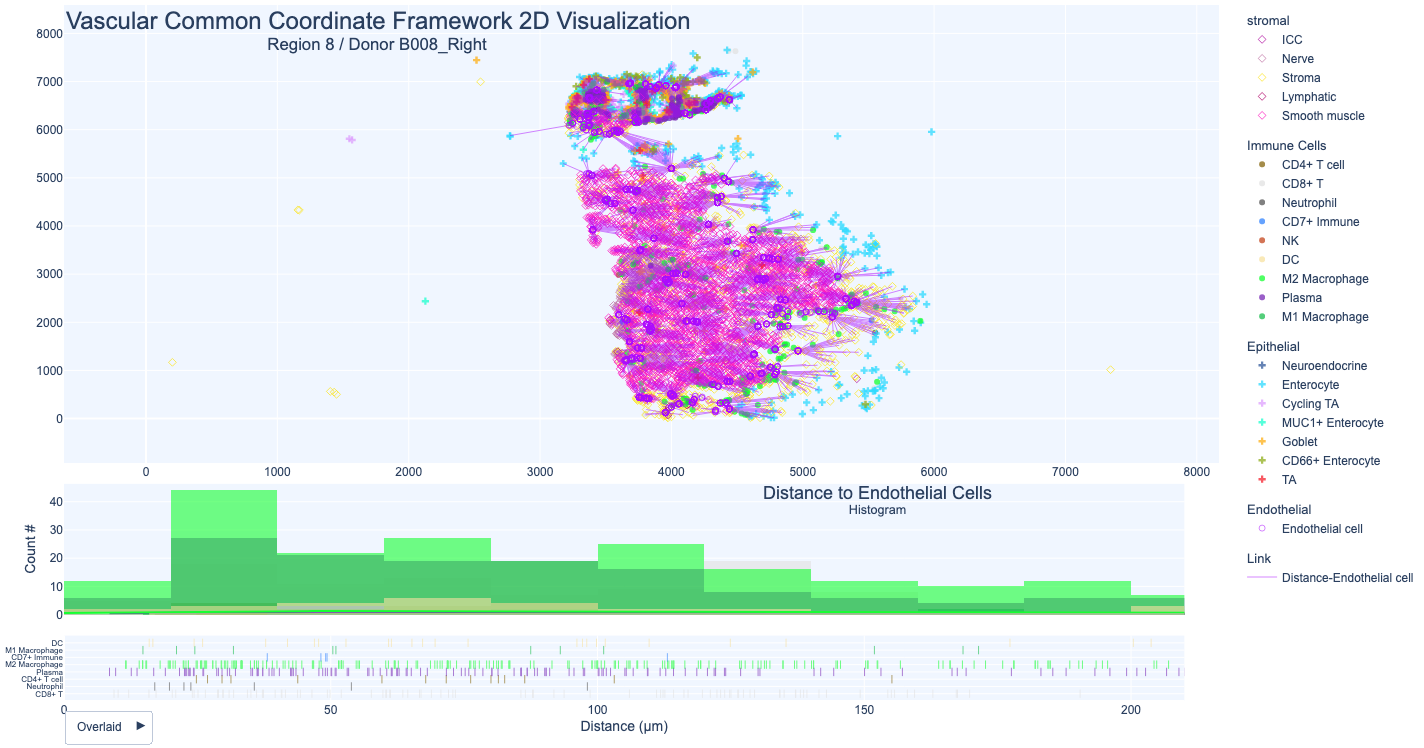 Vascular Common Coordinate Framework 2D Visualization
Region 8 / Donor B008_Right
8000
7000
6000
5000
4000
3000
2000
1000
0
0 1000 2000 3000 4000 5000 6000 7000 8000
stromal
ICC
Nerve
Stroma
Lymphatic
Smooth muscle
Immune Cells
CD4+ T cell
CD8+ T
Neutrophil
CD7+ Immune
NK
DC
M2 Macrophage
Plasma
M1 Macrophage
Epithelial
Neuroendocrine
Enterocyte
Cycling TA
MUC1+ Enterocyte
Goblet
CD66+ Enterocyte
TA
Endothelial
Endothelial cell
Link
Distance-Endothelial cell
Distance to Endothelial Cells
Histogram
Count #
40
30
20
10
0
DC
M1 Macrophage
CD7+ Immune
M2 Macrophage
Plasma
CD4+ T cell
Neutrophil
CD8+ T
0 50 100 150 200
Distance (µm)
Overlaid ►